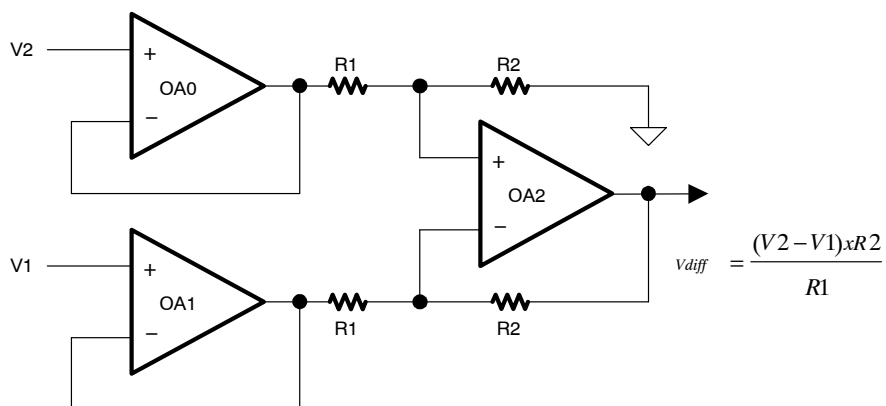 V2
+
OA0
−
R1
R2
+
OA2
−
V1
+
OA1
−
R1
R2
Vdiff = (V2−V1)xR2
R1